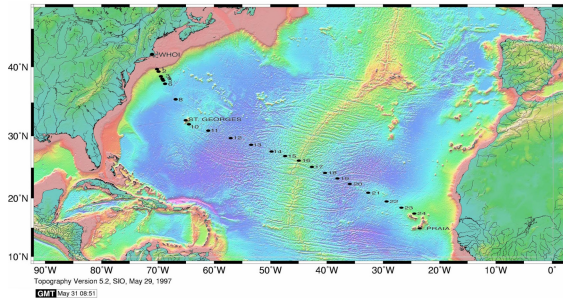 WHOI
40°N
6
8
ST. GEORGES
10
11
12
13
14
15
16
17
18
19
20
21
22
23
24
PRAIA
30°N
20°N
10°N
90°W 80°W 70°W 60°W 50°W 40°W 30°W 20°W 10°W 0°
Topography Version 5.2, SIO, May 29, 1997
GMT May 31 08:51